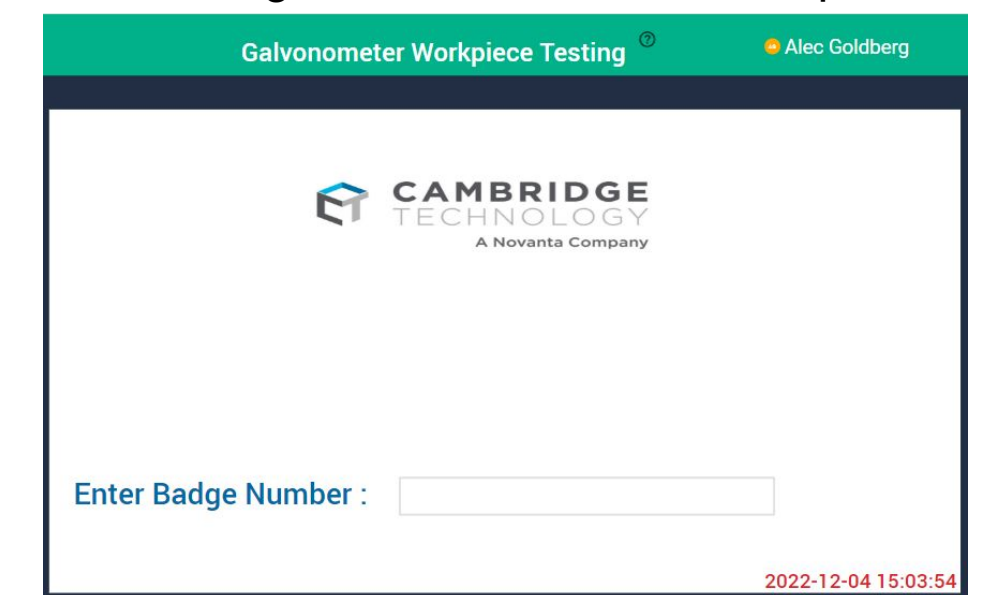 Galvonometer Workpiece Testing ?
Alec Goldberg
CAMBRIDGE
TECHNOLOGY
A Novanta Company
Enter Badge Number :
2022-12-04 15:03:54